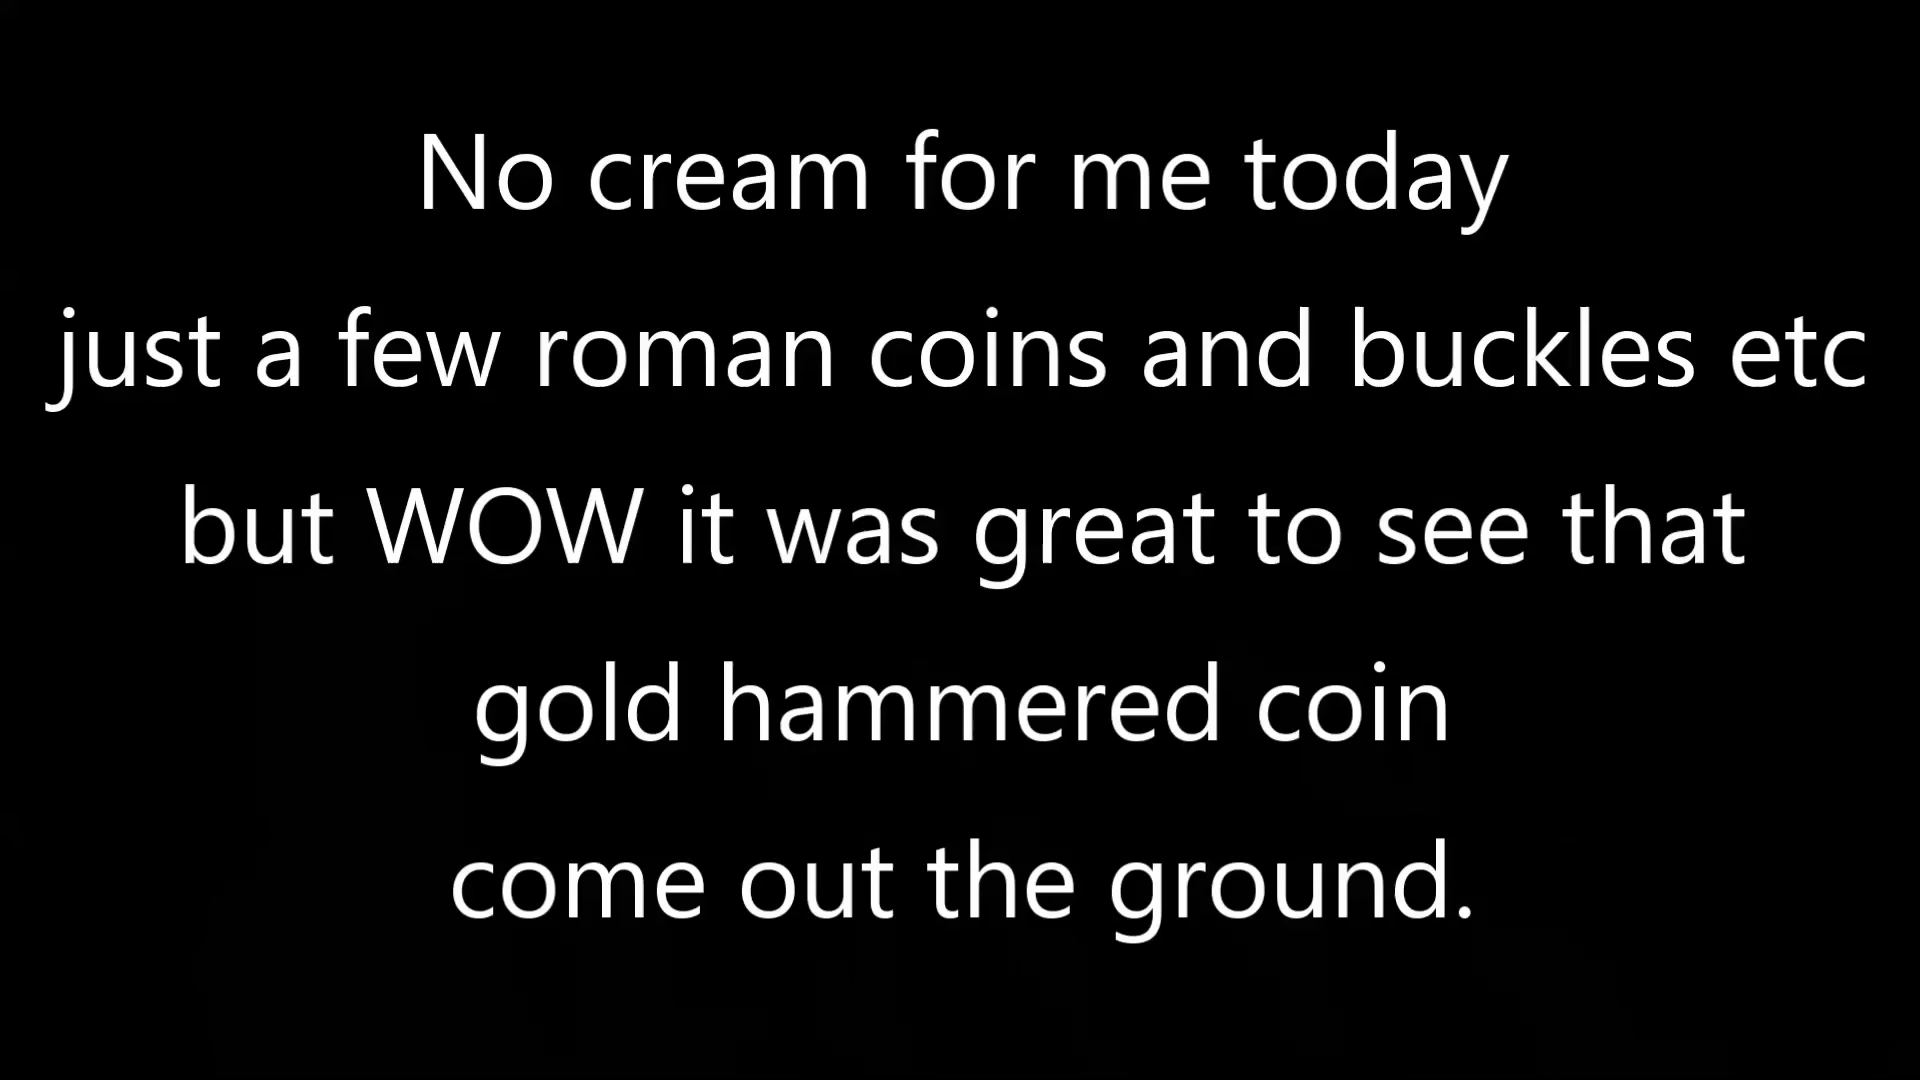 No cream for me today
just a few roman coins and buckles etc
but WOW it was great to see that
gold hammered coin
come out the ground.